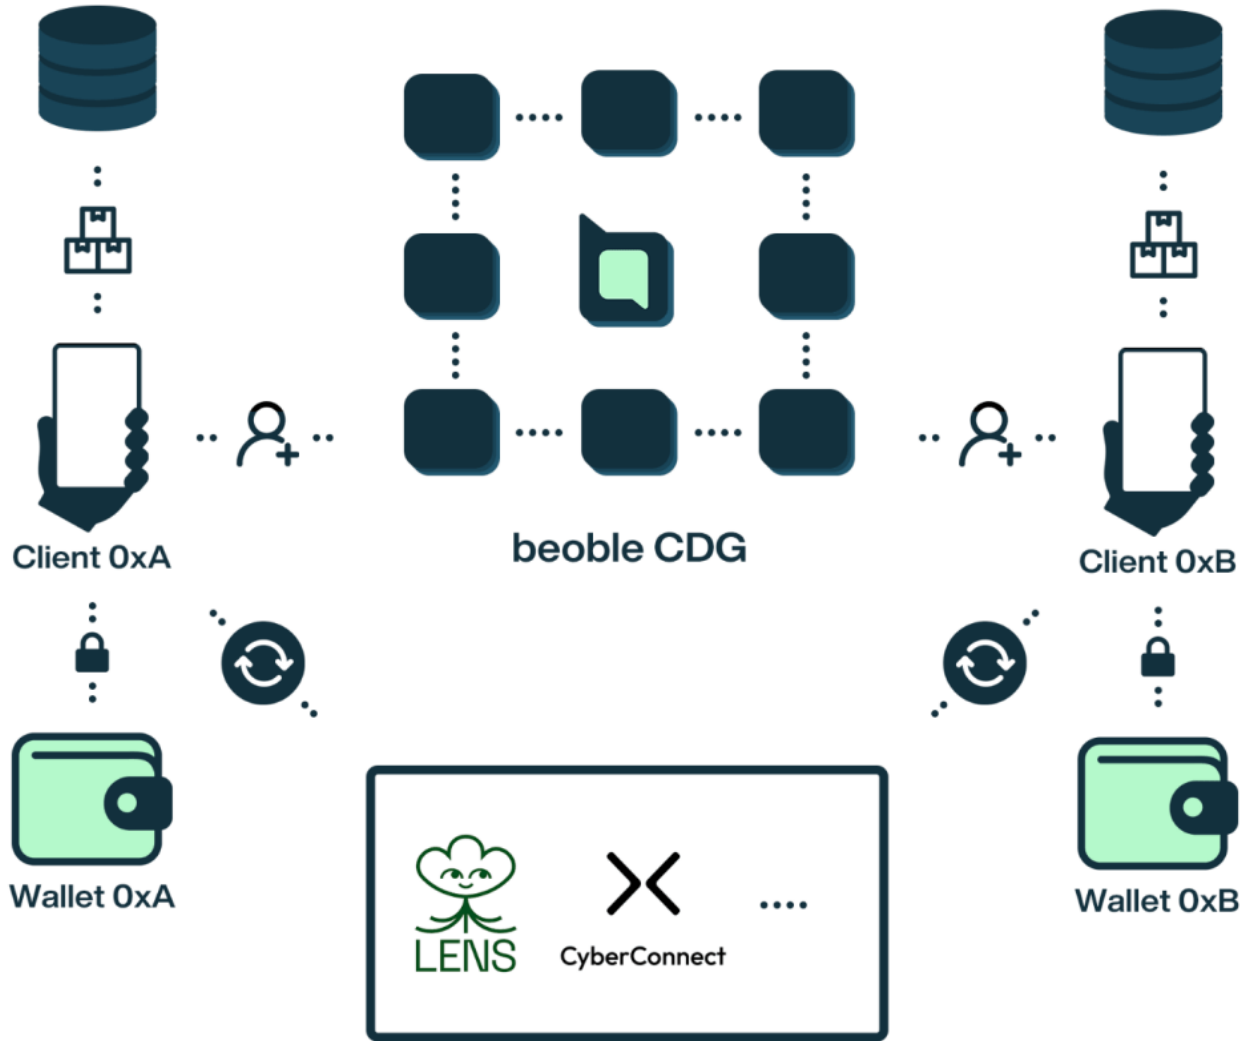 beoble CDG
Client 0xA
Client 0xB
Wallet 0xA
Wallet 0xB
LENS
CyberConnect